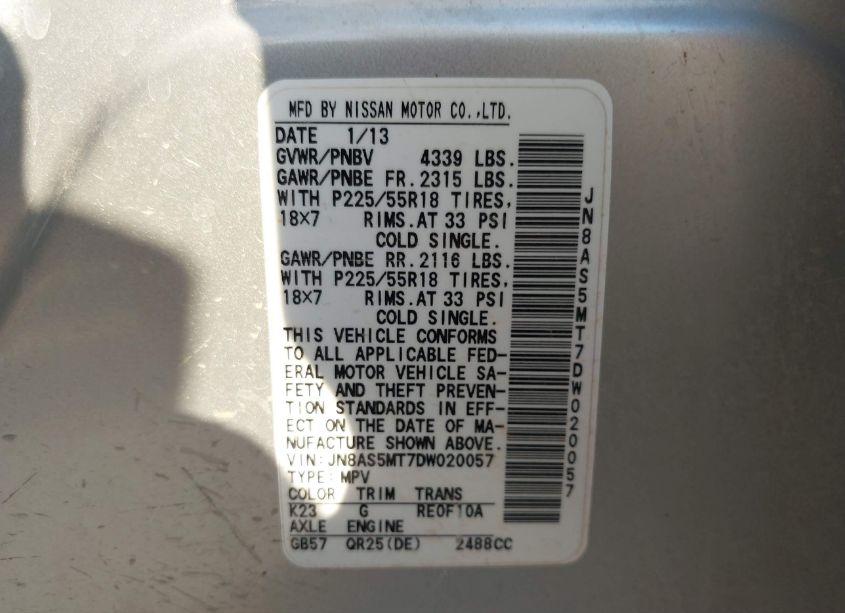 MFD BY NISSAN MOTOR CO.,LTD.
DATE 1/13
GVWR/PNBV 4339 LBS.
GAWR/PNBE FR.2315 LBS.
WITH P225/55R18 TIRES,
18X7 RIMS.AT 33 PSI
COLD SINGLE.
GAWR/PNBE RR.2116 LBS.
WITH P225/55R18 TIRES,
18X7 RIMS.AT 33 PSI
COLD SINGLE.
THIS VEHICLE CONFORMS
TO ALL APPLICABLE FED-
ERAL MOTOR VEHICLE SA-
FETY AND THEFT PREVEN-
TION STANDARDS IN EFF-
ECT ON THE DATE OF MA-
NUFACTURE SHOWN ABOVE.
VIN:JN8AS5MT7DW020057
TYPE:MPV
COLOR TRIM TRANS
K23 G RE0F10A
AXLE ENGINE
GB57 QR25(DE) 2488CC
JN8AS5MT7DW020057